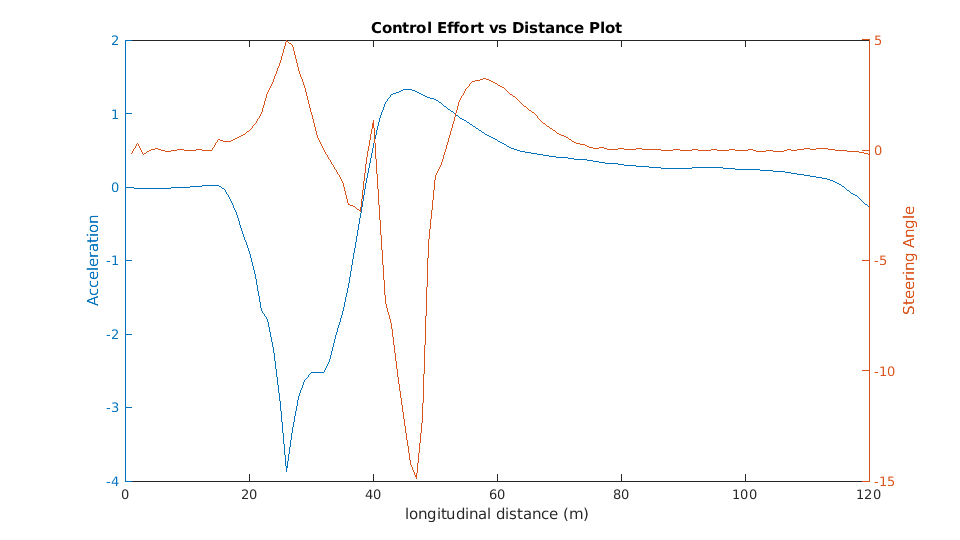 Control Effort vs Distance Plot
2
1
0
-1
-2
-3
-4
Acceleration
5
0
-5
-10
-15
Steering Angle
0 20 40 60 80 100 120
longitudinal distance (m)